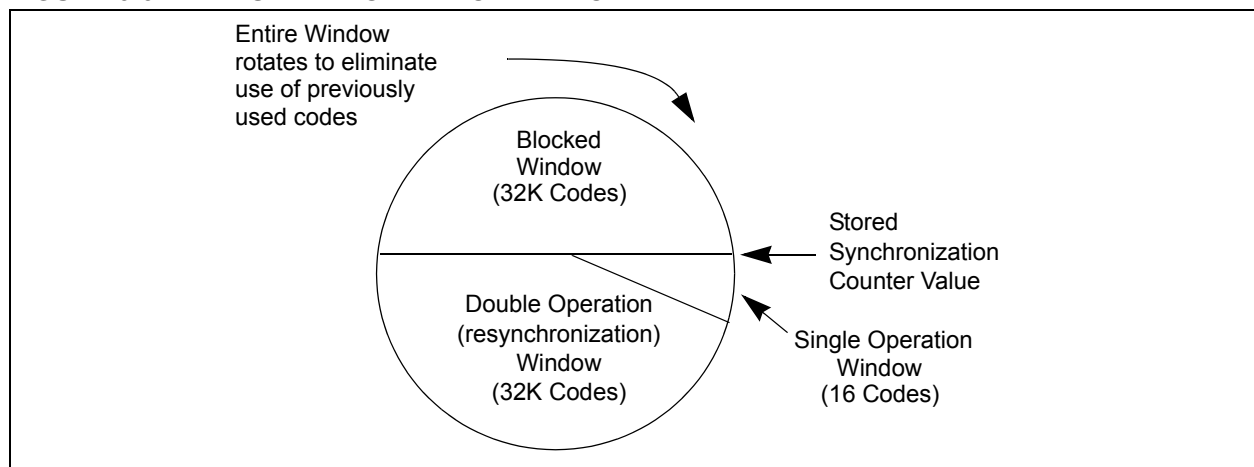 Entire Window
rotates to eliminate
use of previously
used codes
Blocked
Window
(32K Codes)
Stored
Synchronization
Counter Value
Double Operation
(resynchronization)
Window
(32K Codes)
Single Operation
Window
(16 Codes)